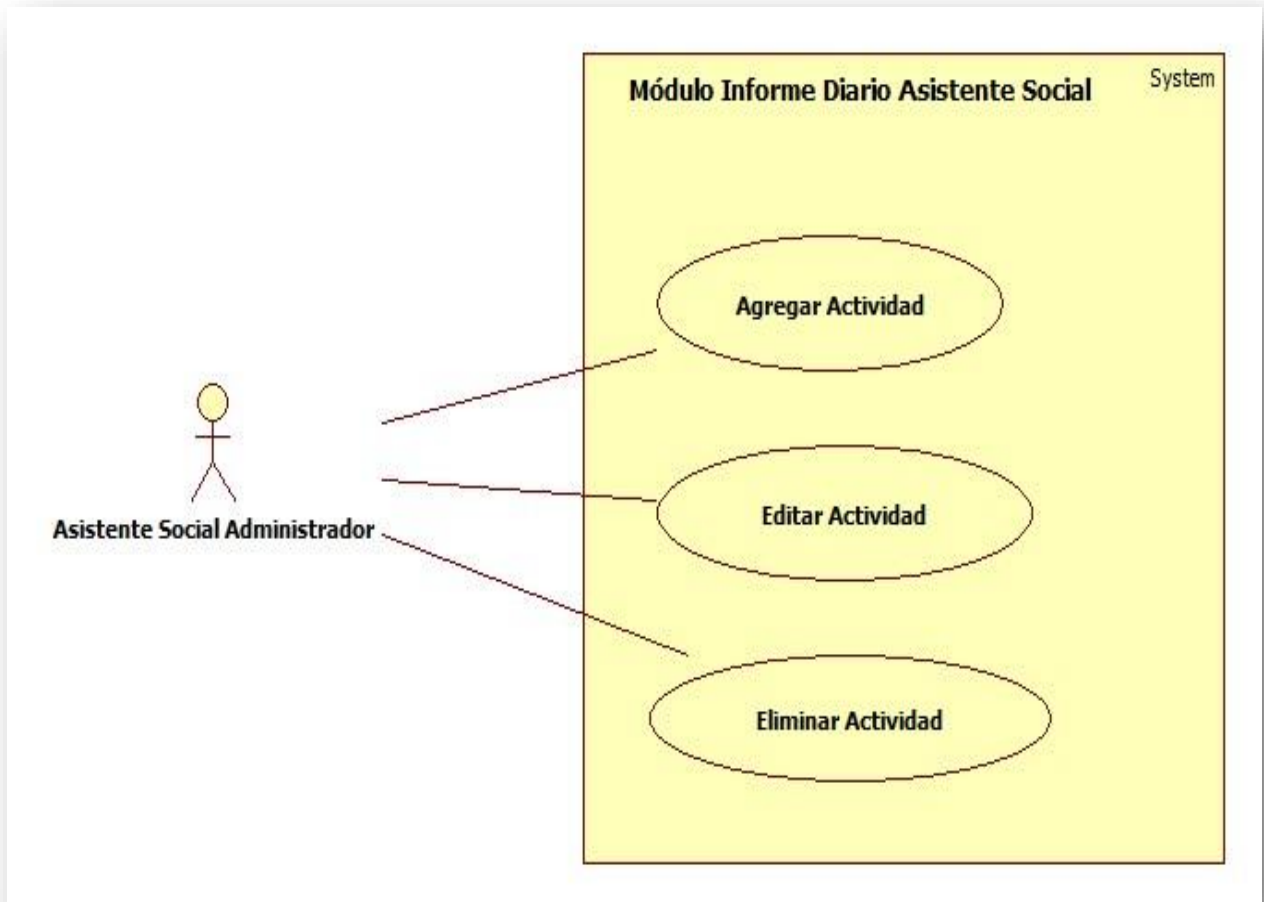 Módulo Informe Diario Asistente Social
System
Agregar Actividad
Editar Actividad
Asistente Social Administrador
Eliminar Actividad